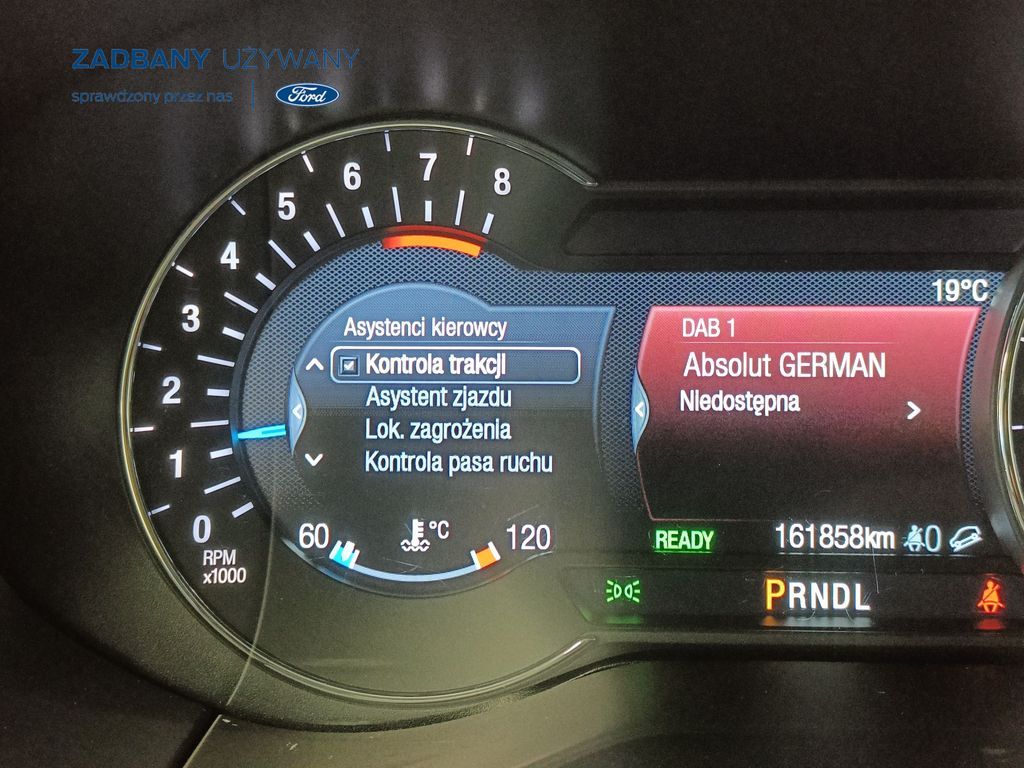 ZADBANY UŻYWANY
sprawdzony przez nas
Ford
0
1
2
3
4
5
6
7
8
RPM
x1000
Asystenci kierowcy
Kontrola trakcji
Asystent zjazdu
Lok. zagrożenia
Kontrola pasa ruchu
60
°C
120
19°C
DAB 1
Absolut GERMAN
Niedostępna
READY
161858km
0
PRNDL